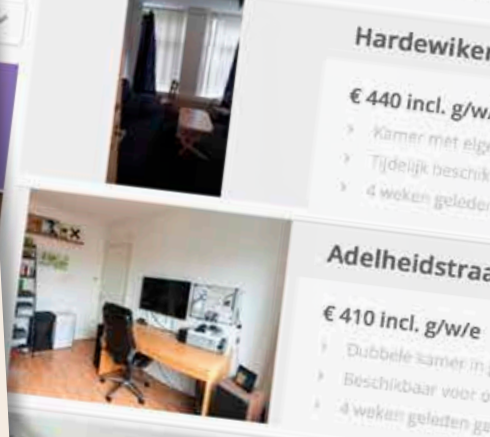 Hardewiker
€ 440 incl. g/w/
Kamer met eige
Tijdelijk beschik
4 weken geleden
Adelheidstraa
€ 410 incl. g/w/e
Dubbele kamer in
Beschikbaar voor o
4 weken geleden ge